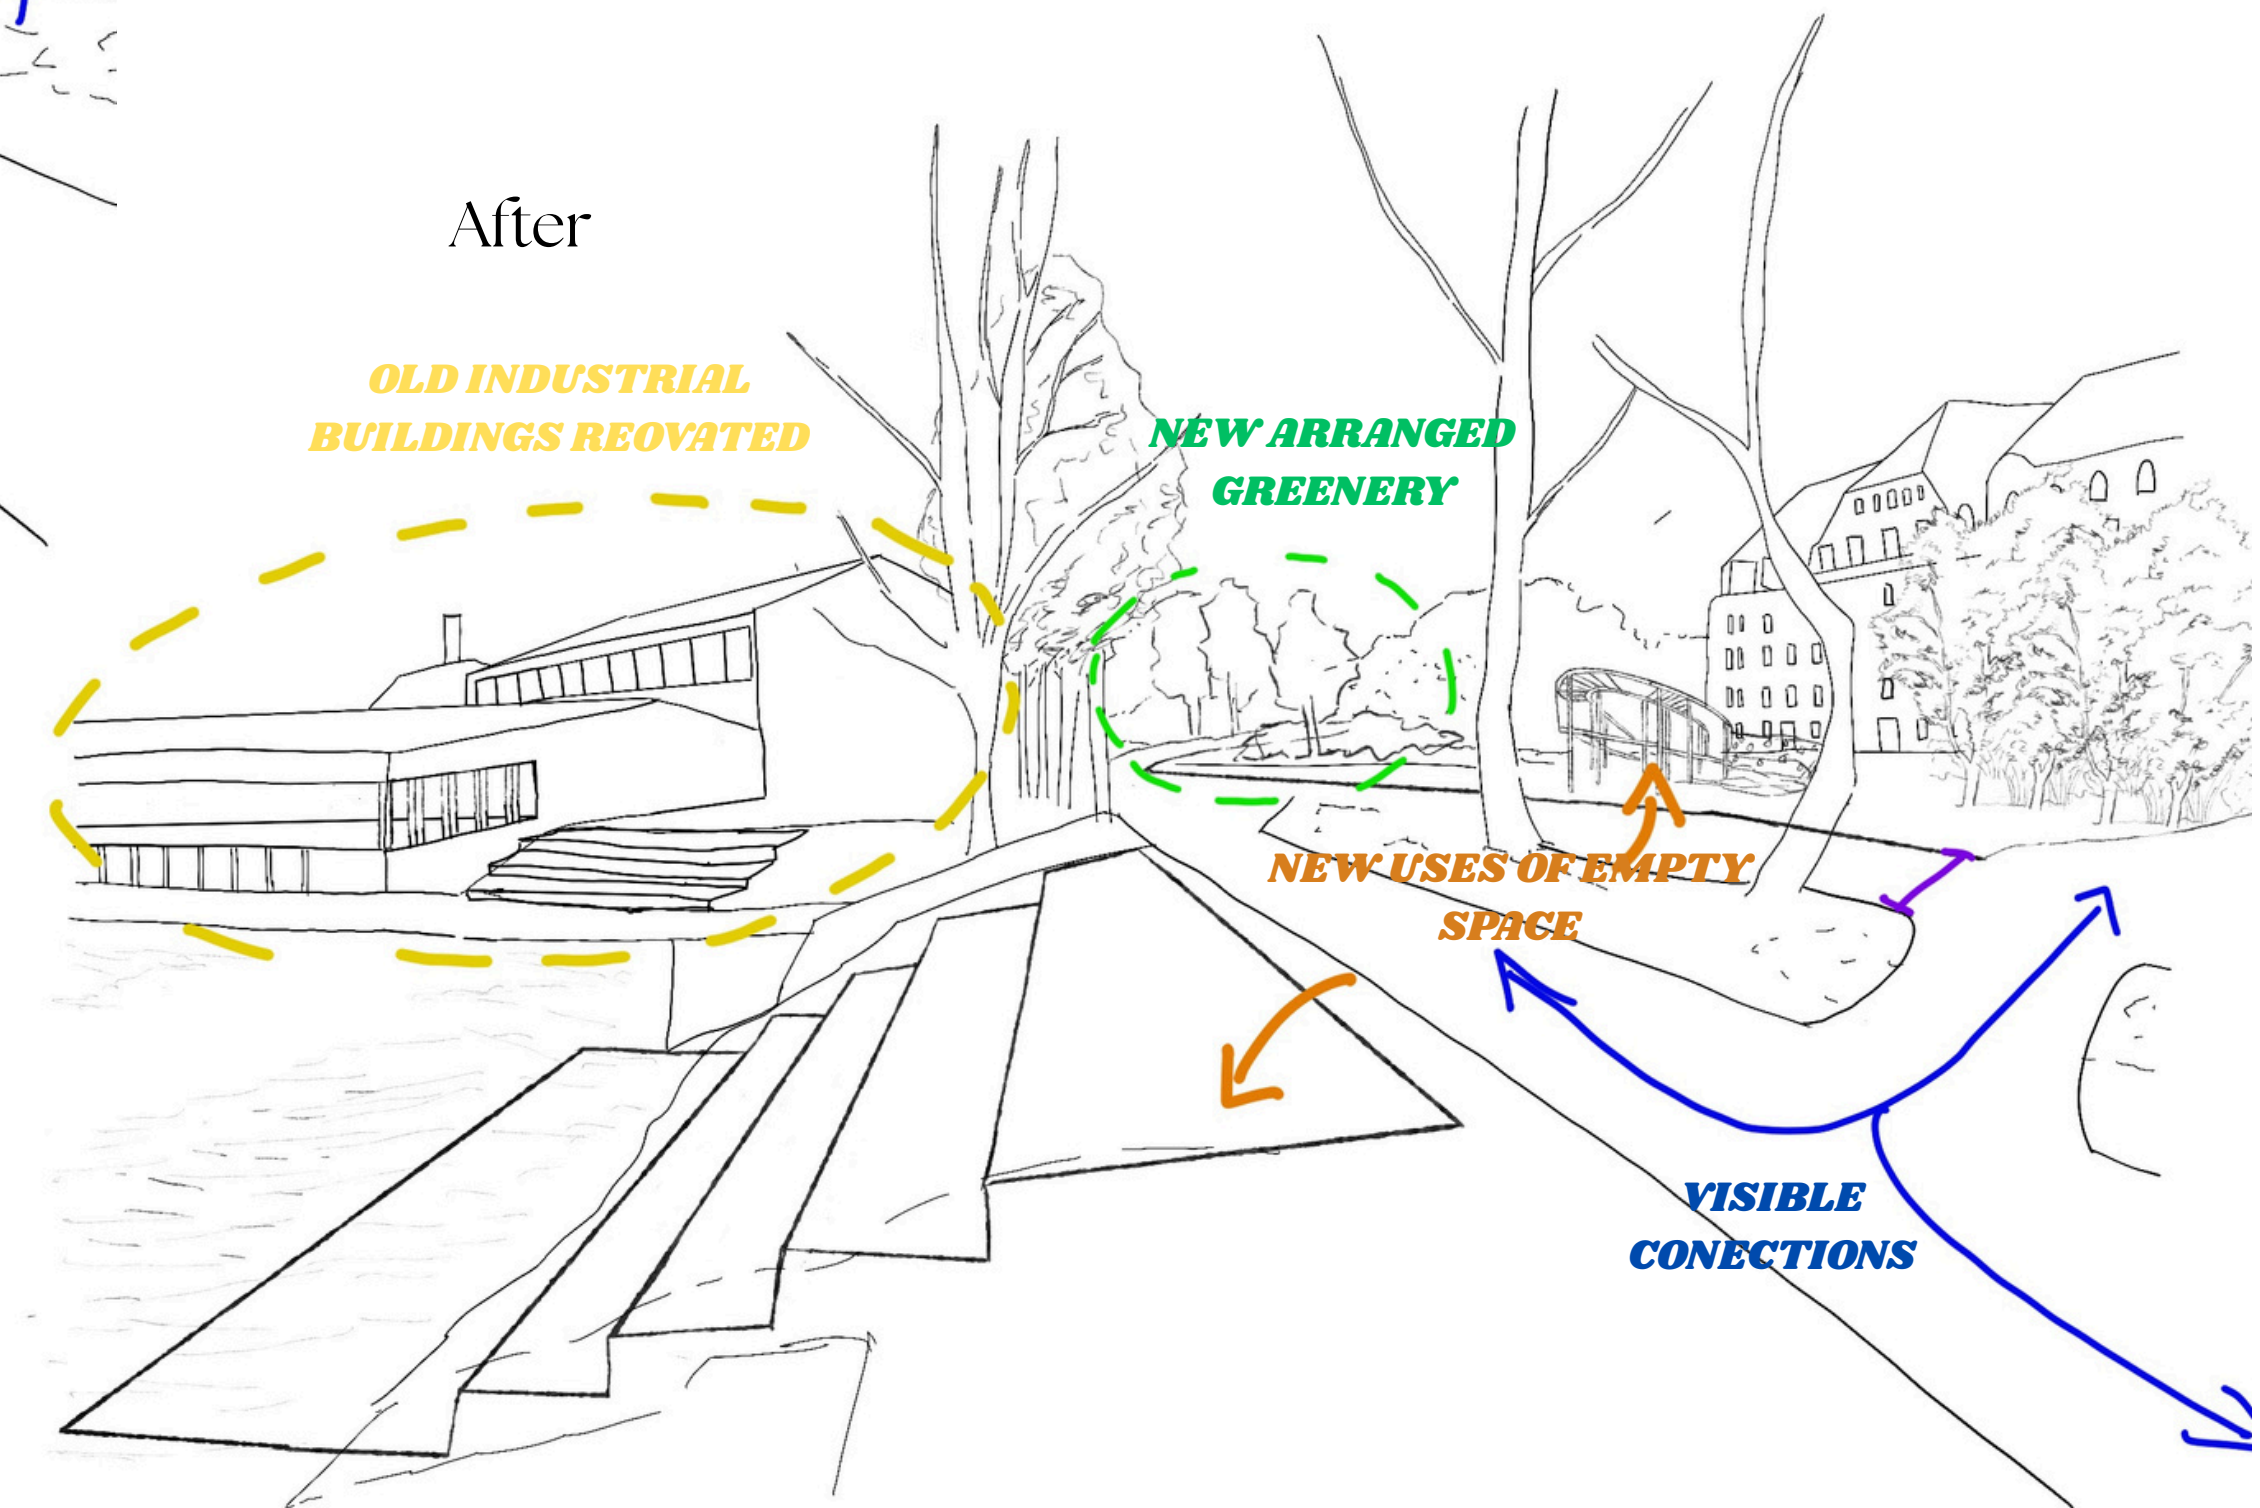 After
OLD INDUSTRIAL
BUILDINGS REOVATED
NEW ARRANGED
GREENERY
NEW USES OF EMPTY
SPACE
VISIBLE
CONECTIONS